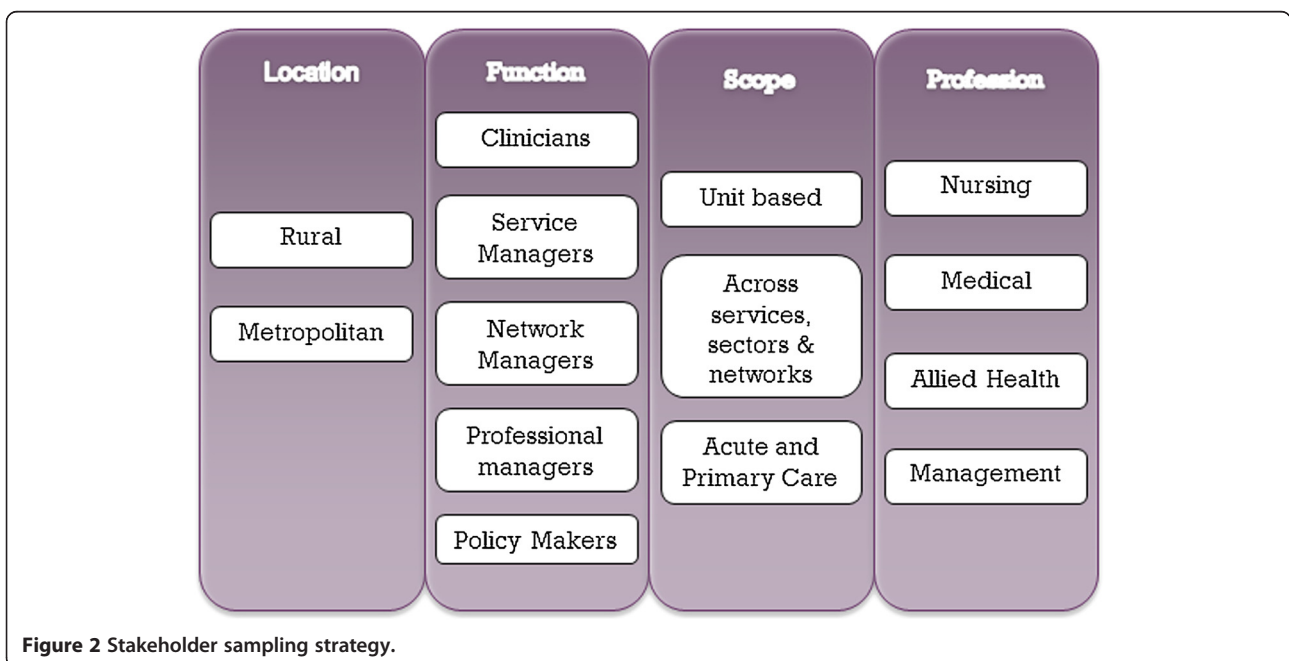 Location
Rural
Metropolitan
Function
Clinicians
Service
Managers
Network
Managers
Professional
managers
Policy Makers
Scope
Unit based
Across
services,
sectors &
networks
Acute and
Primary Care
Profession
Nursing
Medical
Allied Health
Management
Figure 2 Stakeholder sampling strategy.